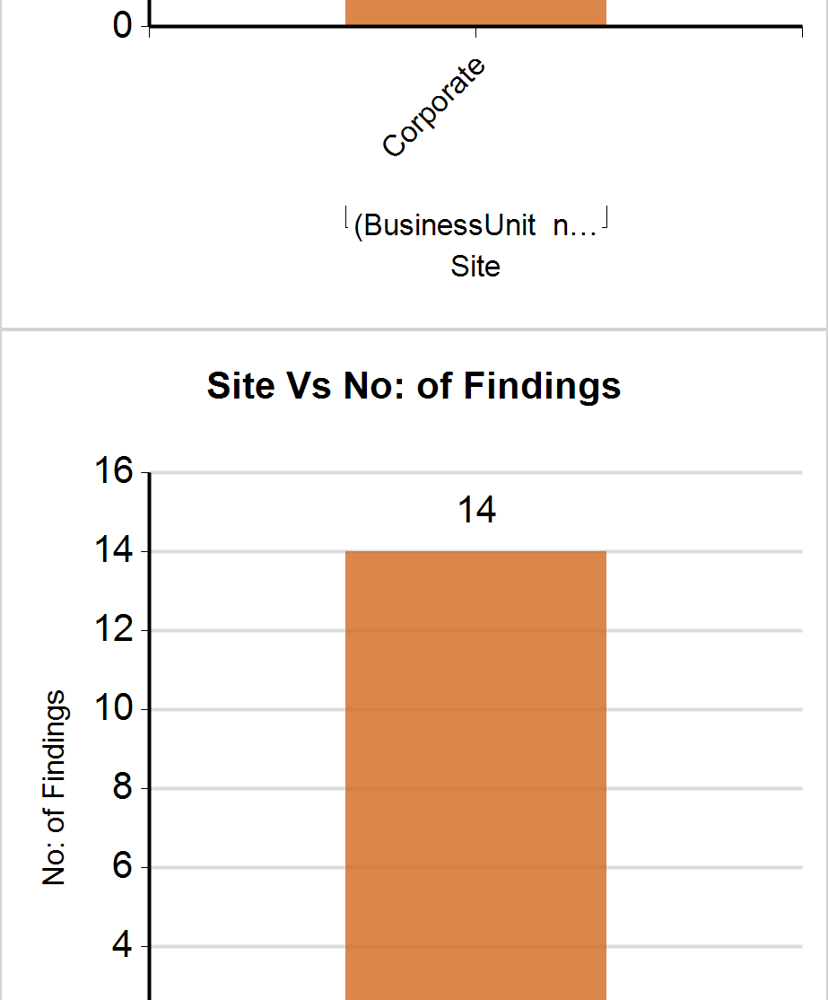 0
Corporate
(BusinessUnit n...
Site
Site Vs No: of Findings
16
14
14
12
10
No: of Findings
8
6
4